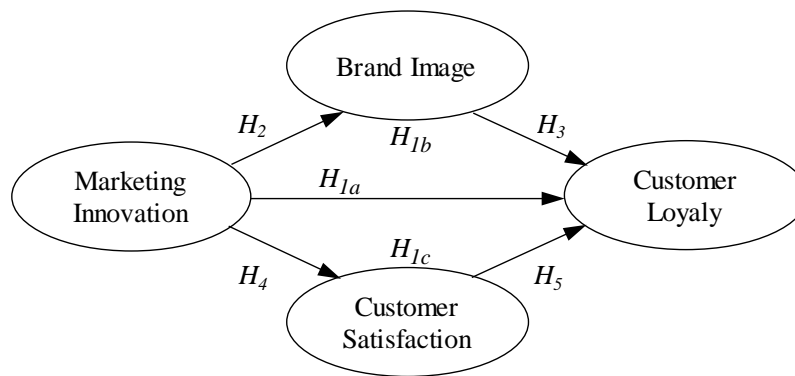 Brand Image
H2
H1b
H3
Marketing
Innovation
H1a
Customer
Loyaly
H4
H1c
H5
Customer
Satisfaction